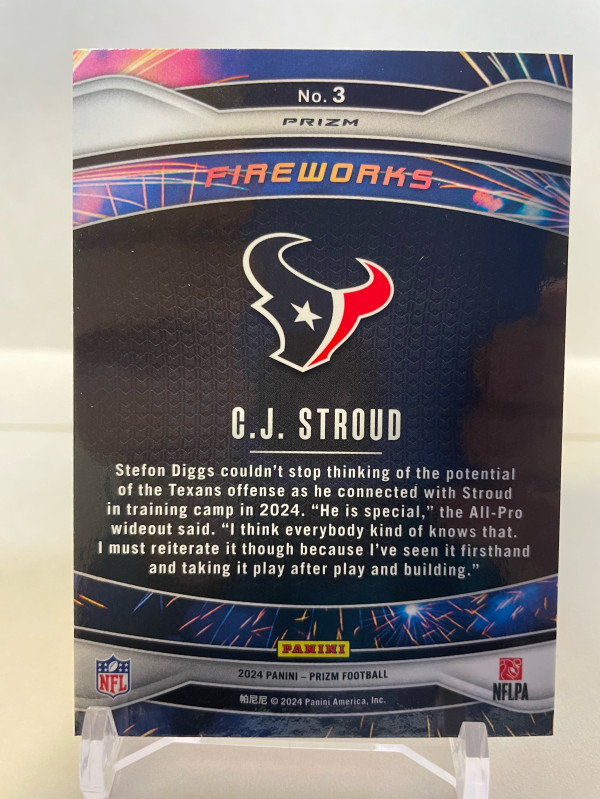 No. 3
PRIZM
FIREWORKS
C.J. STROUD
Stefon Diggs couldn't stop thinking of the potential
of the Texans offense as he connected with Stroud
in training camp in 2024. “He is special,” the All-Pro
wideout said. “I think everybody kind of knows that.
I must reiterate it though because I've seen it firsthand
and taking it play after play and building.”
PANINI
NFL
2024 PANINI – PRIZM FOOTBALL
NFLPA
帕尼尼 © 2024 Panini America, Inc.